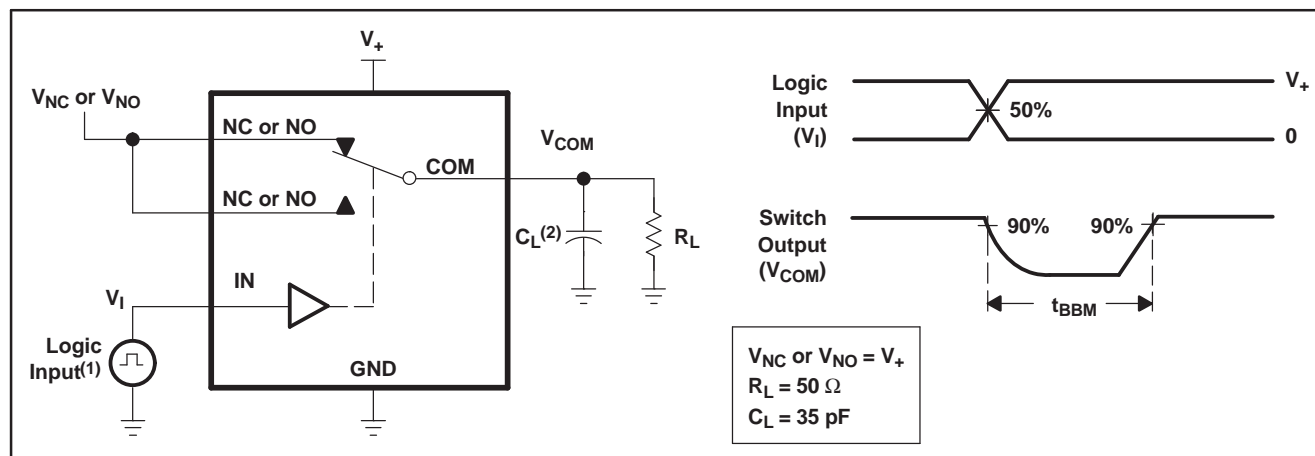 V+
VNC or VNO
NC or NO
COM
VCOM
NC or NO
CL(2)
RL
IN
VI
Logic
Input(1)
GND
Logic
Input
(VI)
50%
V+
0
Switch
Output
(VCOM)
90%
90%
tBBM
VNC or VNO = V+
RL = 50 Ω
CL = 35 pF